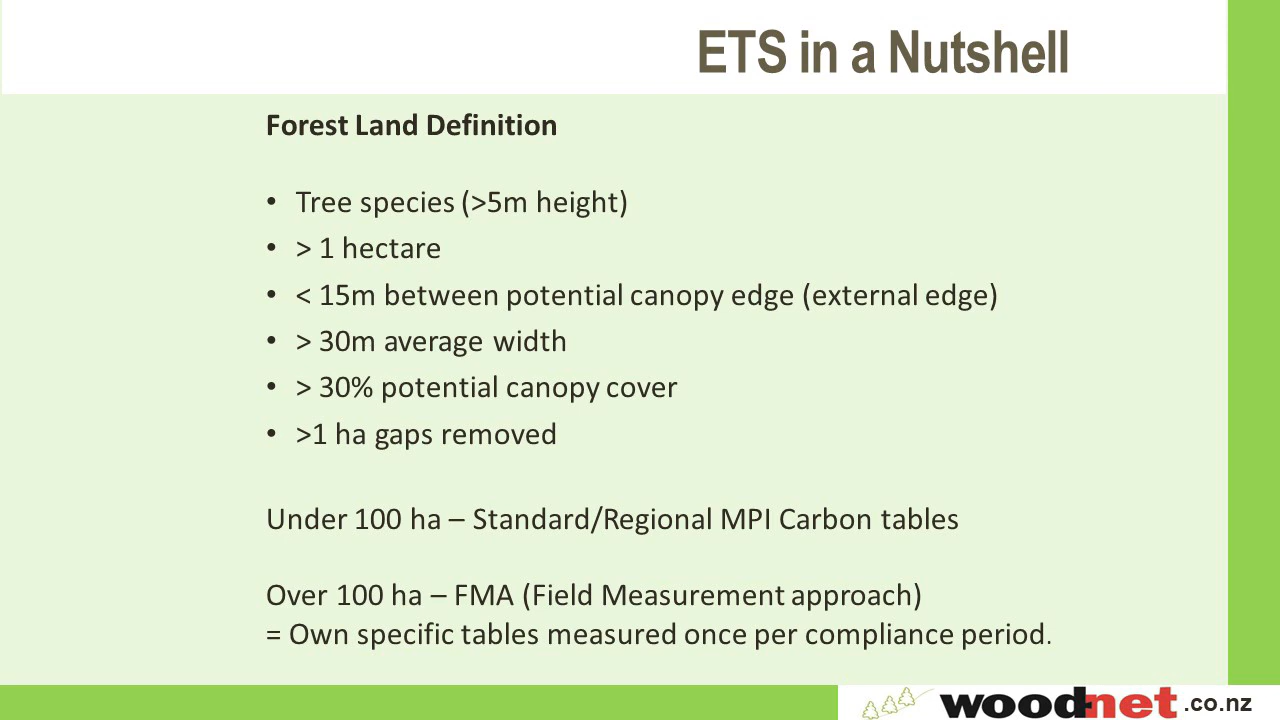 ETS in a Nutshell
Forest Land Definition
• Tree species (>5m height)
• > 1 hectare
• < 15m between potential canopy edge (external edge)
• > 30m average width
• > 30% potential canopy cover
• >1 ha gaps removed
Under 100 ha – Standard/Regional MPI Carbon tables
Over 100 ha – FMA (Field Measurement approach)
= Own specific tables measured once per compliance period.
woodnet.co.nz